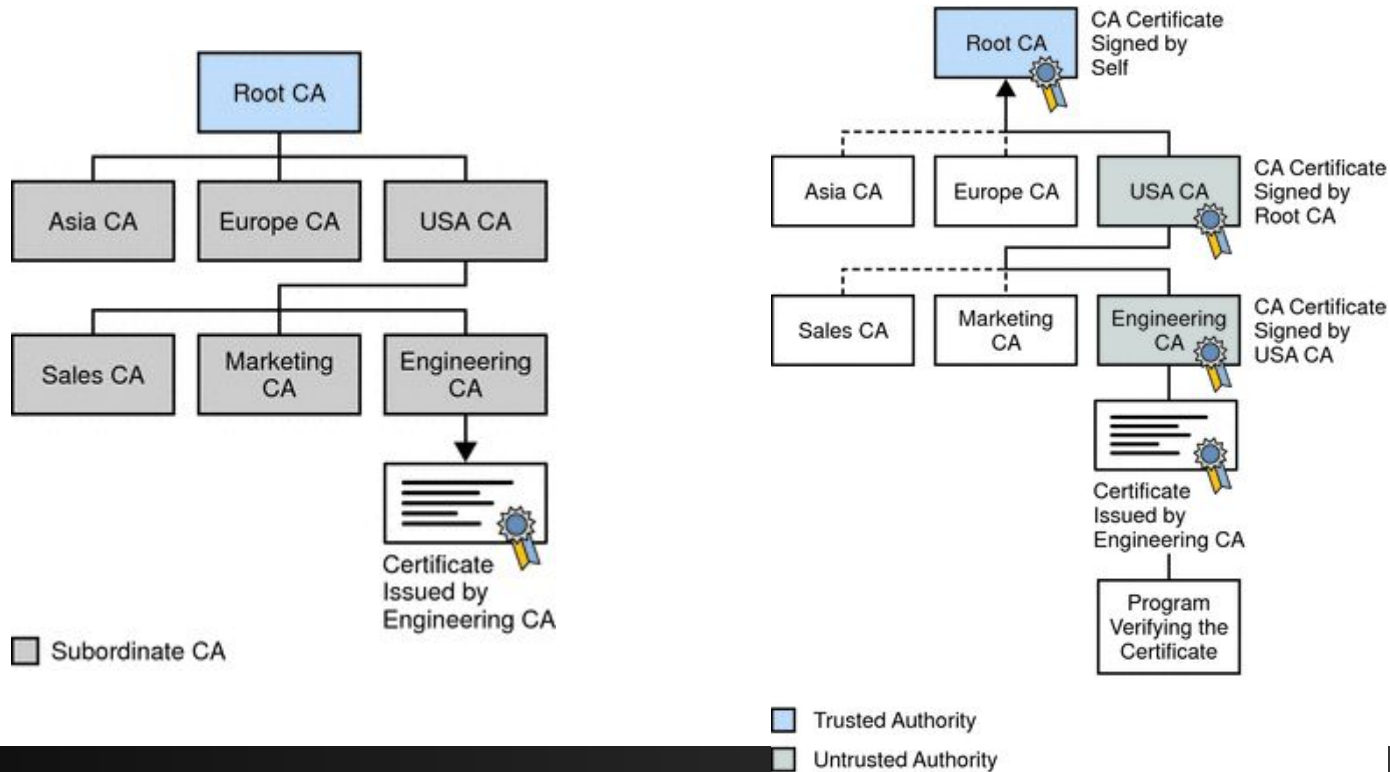 Root CA
Asia CA
Europe CA
USA CA
Sales CA
Marketing
CA
Engineering
CA
Certificate
Issued by
Engineering CA
Subordinate CA
Root CA
CA Certificate
Signed by
Self
Asia CA
Europe CA
USA CA
CA Certificate
Signed by
Root CA
Sales CA
Marketing
CA
Engineering
CA
CA Certificate
Signed by
USA CA
Certificate
Issued by
Engineering CA
Program
Verifying the
Certificate
Trusted Authority
Untrusted Authority